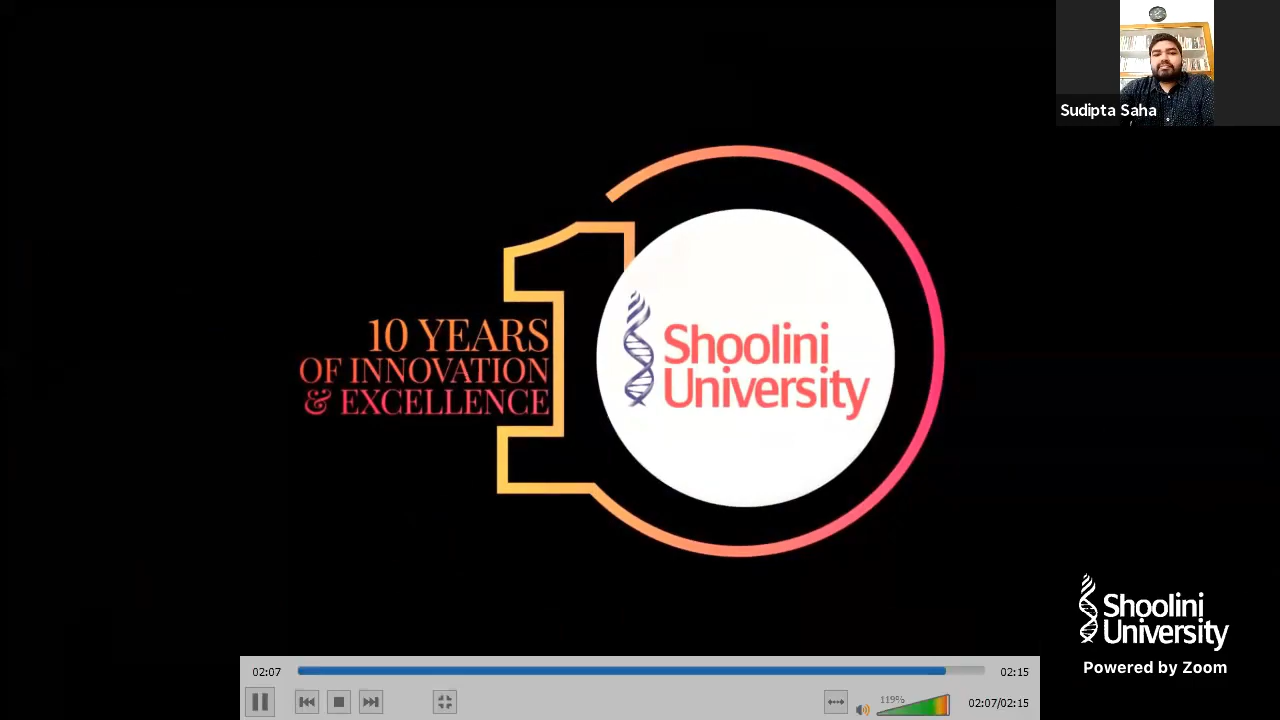 Sudipta Saha
10 YEARS
OF INNOVATION
& EXCELLENCE
Shoolini
University
Shoolini
University
Powered by Zoom
02:07
02:15
119%
02:07/02:15